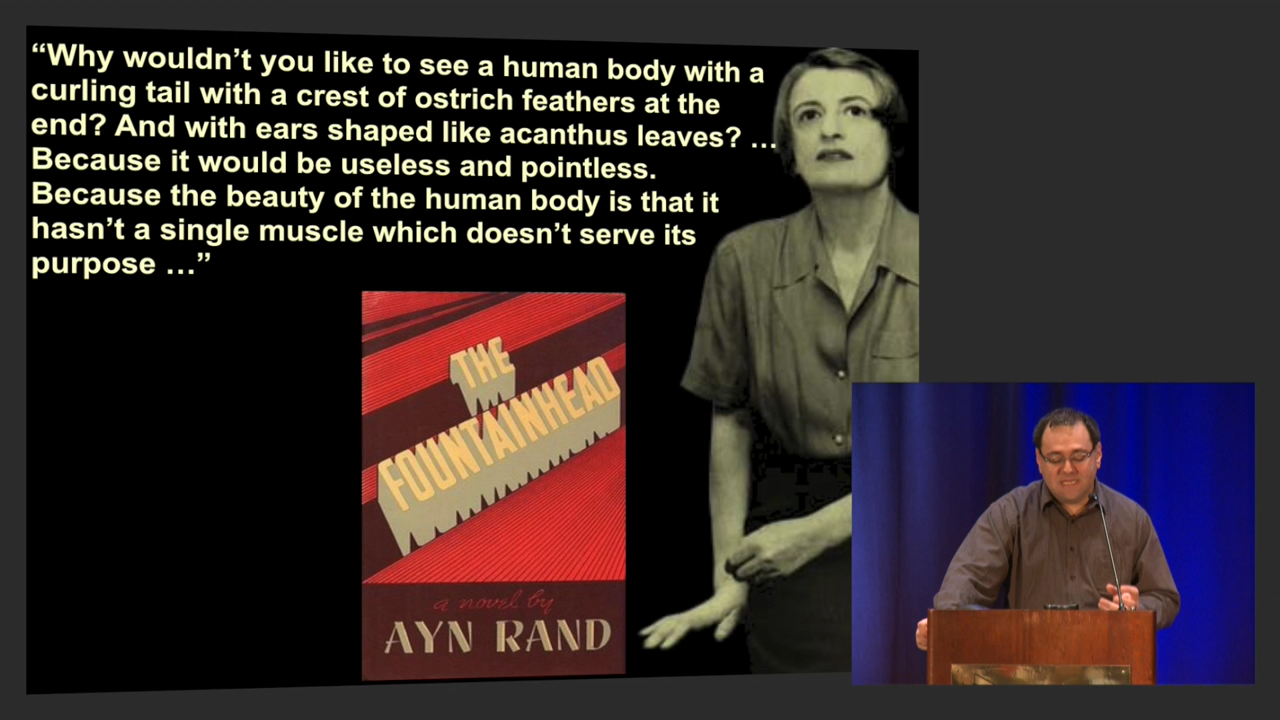 “Why wouldn’t you like to see a human body with a
curling tail with a crest of ostrich feathers at the
end? And with ears shaped like acanthus leaves? ...
Because it would be useless and pointless.
Because the beauty of the human body is that it
hasn’t a single muscle which doesn’t serve its
purpose ...”
THE
FOUNTAINHEAD
a novel by
AYN RAND